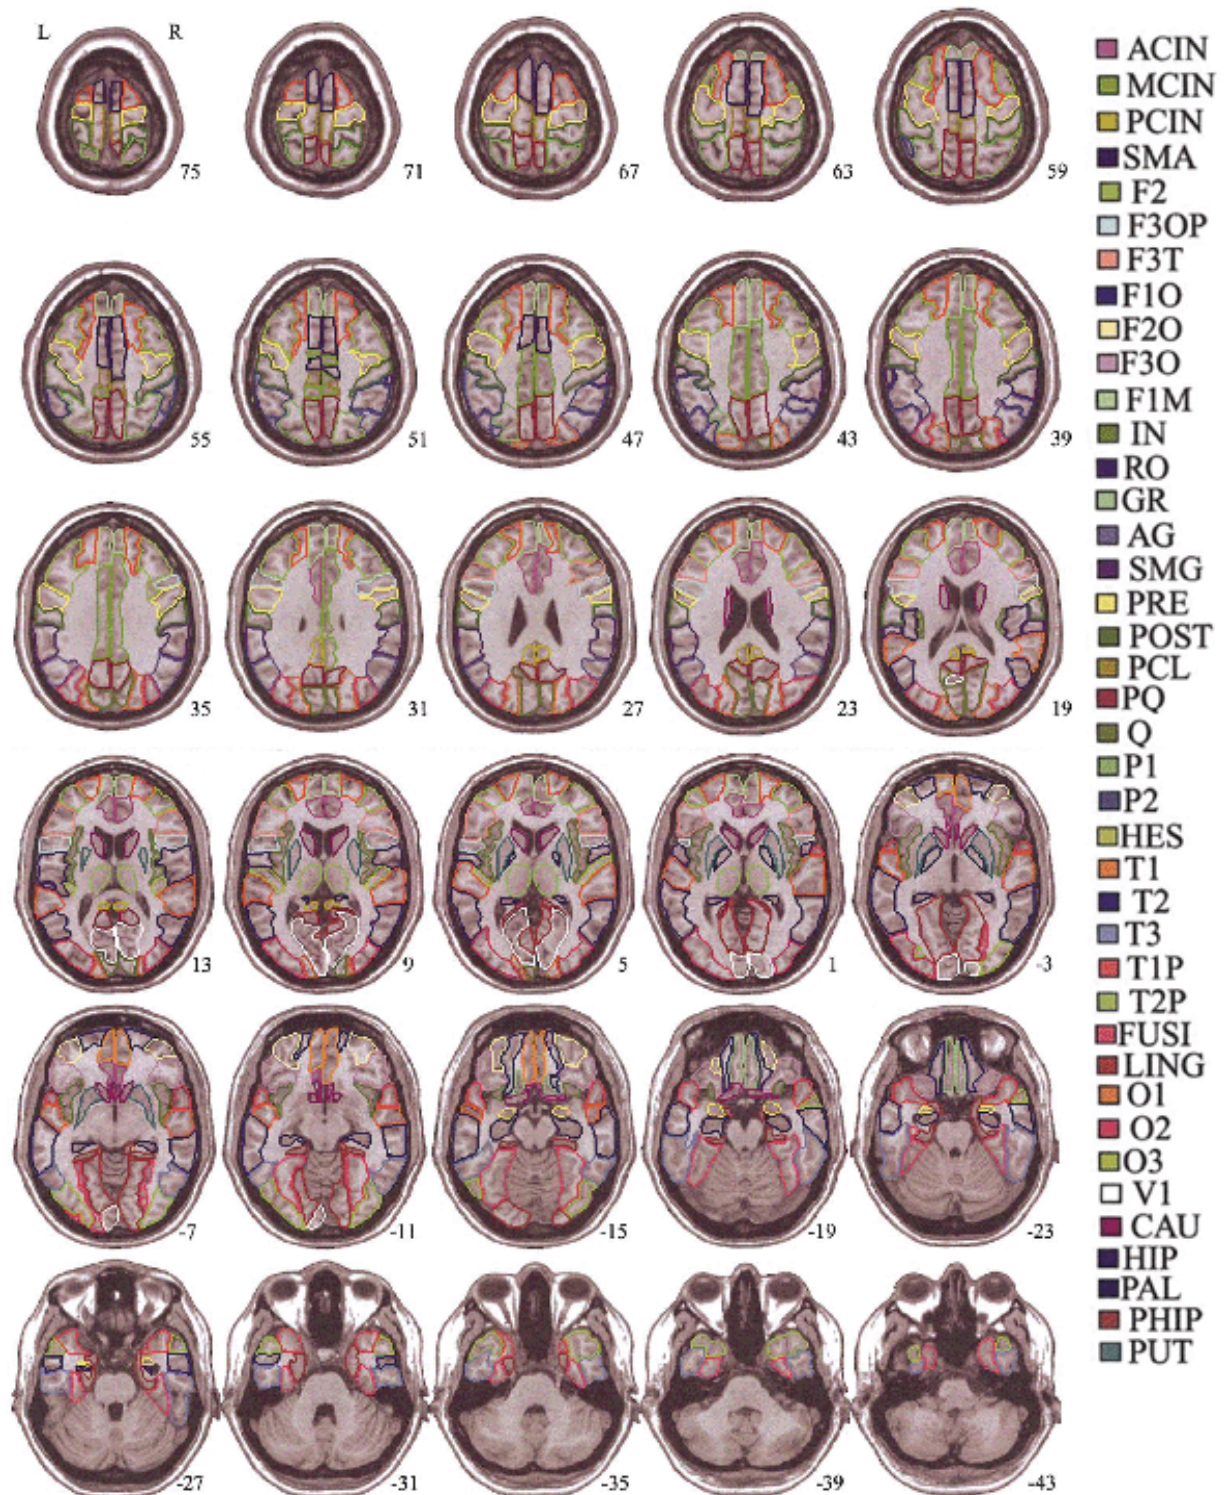 L R
75 71 67 63 59
55 51 47 43 39
35 31 27 23 19
13 9 5 1 -3
-7 -11 -15 -19 -23
-27 -31 -35 -39 -43
ACIN
MCIN
PCIN
SMA
F2
F3OP
F3T
F1O
F2O
F3O
F1M
IN
RO
GR
AG
SMG
PRE
POST
PCL
PQ
Q
P1
P2
HES
T1
T2
T3
T1P
T2P
FUSI
LING
O1
O2
O3
V1
CAU
HIP
PAL
PHIP
PUT